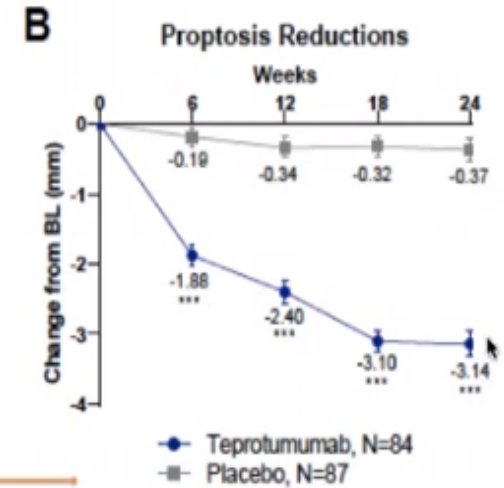 B
Proptosis Reductions
Weeks
0 6 12 18 24
0
-1
-2
-3
-4
Change from BL (mm)
-0.19 -0.34 -0.32 -0.37
-1.88
***
-2.40
***
-3.10
***
-3.14
***
Teprotumumab, N=84
Placebo, N=87